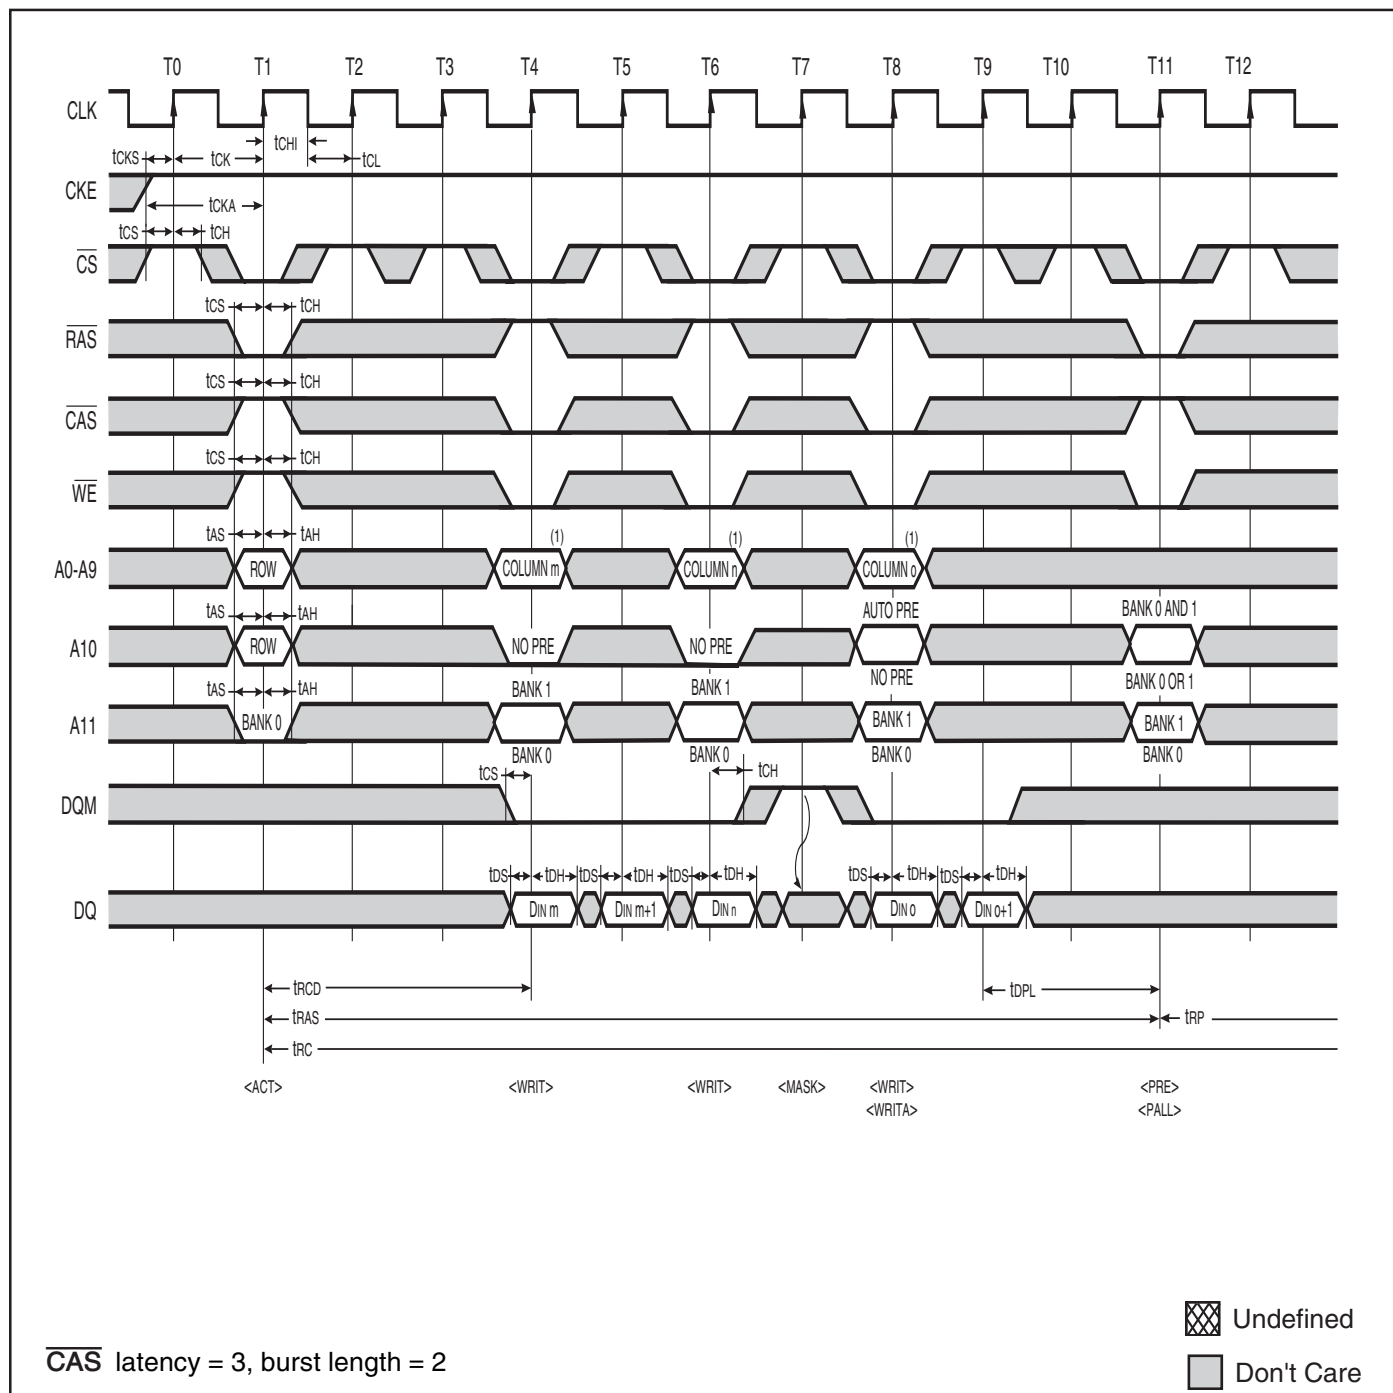 T0 T1 T2 T3 T4 T5 T6 T7 T8 T9 T10 T11 T12
CLK
tCHI
tCKS tCK tCL
CKE
tCKA
tCS tCH
CS
tCS tCH
RAS
tCS tCH
CAS
tCS tCH
WE
tAS tAH (1) (1) (1)
A0-A9 ROW COLUMN m COLUMN n COLUMN o
tAS tAH AUTO PRE BANK 0 AND 1
A10 ROW NO PRE NO PRE
NO PRE BANK 0 OR 1
tAS tAH BANK 1 BANK 1
A11 BANK 0 BANK 1 BANK 1
BANK 0 BANK 0 BANK 0 BANK 0
tCS tCH
DQM
tDS tDH tDS tDH tDS tDH tDS tDH tDS tDH
DQ DIN m DIN m+1 DIN n DIN o DIN o+1
tRCD tDPL
tRAS tRP
tRC
<ACT> <WRIT> <WRIT> <MASK> <WRIT> <PRE>
<WRITA> <PALL>
Undefined
CAS latency = 3, burst length = 2
Don't Care